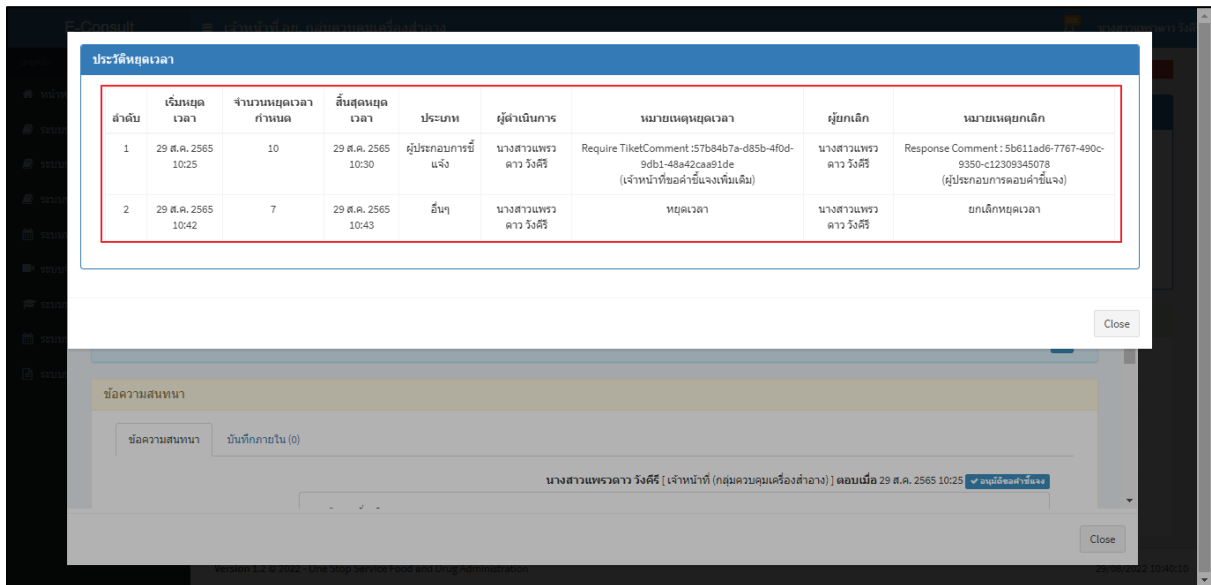 E-Consult
เจ้าหน้าที่ อย. กลุ่มควบคุมเครื่องสำอาง
ประวัติหยุดเวลา
ลำดับ เริ่มหยุดเวลา จำนวนหยุดเวลากำหนด สิ้นสุดหยุดเวลา ประเภท ผู้ดำเนินการ หมายเหตุหยุดเวลา ผู้ยกเลิก หมายเหตุยกเลิก
1 29 ส.ค. 2565 10:25 10 29 ส.ค. 2565 10:30 ผู้ประกอบการชี้แจ้ง นางสาวแพรวดาว วังคีรี Require TiketComment :57b84b7a-d85b-4f0d-9db1-48a42caa91de (เจ้าหน้าที่ขอคำชี้แจงเพิ่มเติม) นางสาวแพรวดาว วังคีรี Response Comment : 5b611ad6-7767-490c-9350-c12309345078 (ผู้ประกอบการตอบคำชี้แจง)
2 29 ส.ค. 2565 10:42 7 29 ส.ค. 2565 10:43 อื่นๆ นางสาวแพรวดาว วังคีรี หยุดเวลา นางสาวแพรวดาว วังคีรี ยกเลิกหยุดเวลา
Close
ข้อความสนทนา
ข้อความสนทนา บันทึกภายใน (0)
นางสาวแพรวดาว วังคีรี [ เจ้าหน้าที่ (กลุ่มควบคุมเครื่องสำอาง) ] ตอบเมื่อ 29 ส.ค. 2565 10:25 อนุมัติขอคำชี้แจง
Close
Version 1.2 © 2022 - One Stop Service Food and Drug Administration
29/08/2022 10:40:10